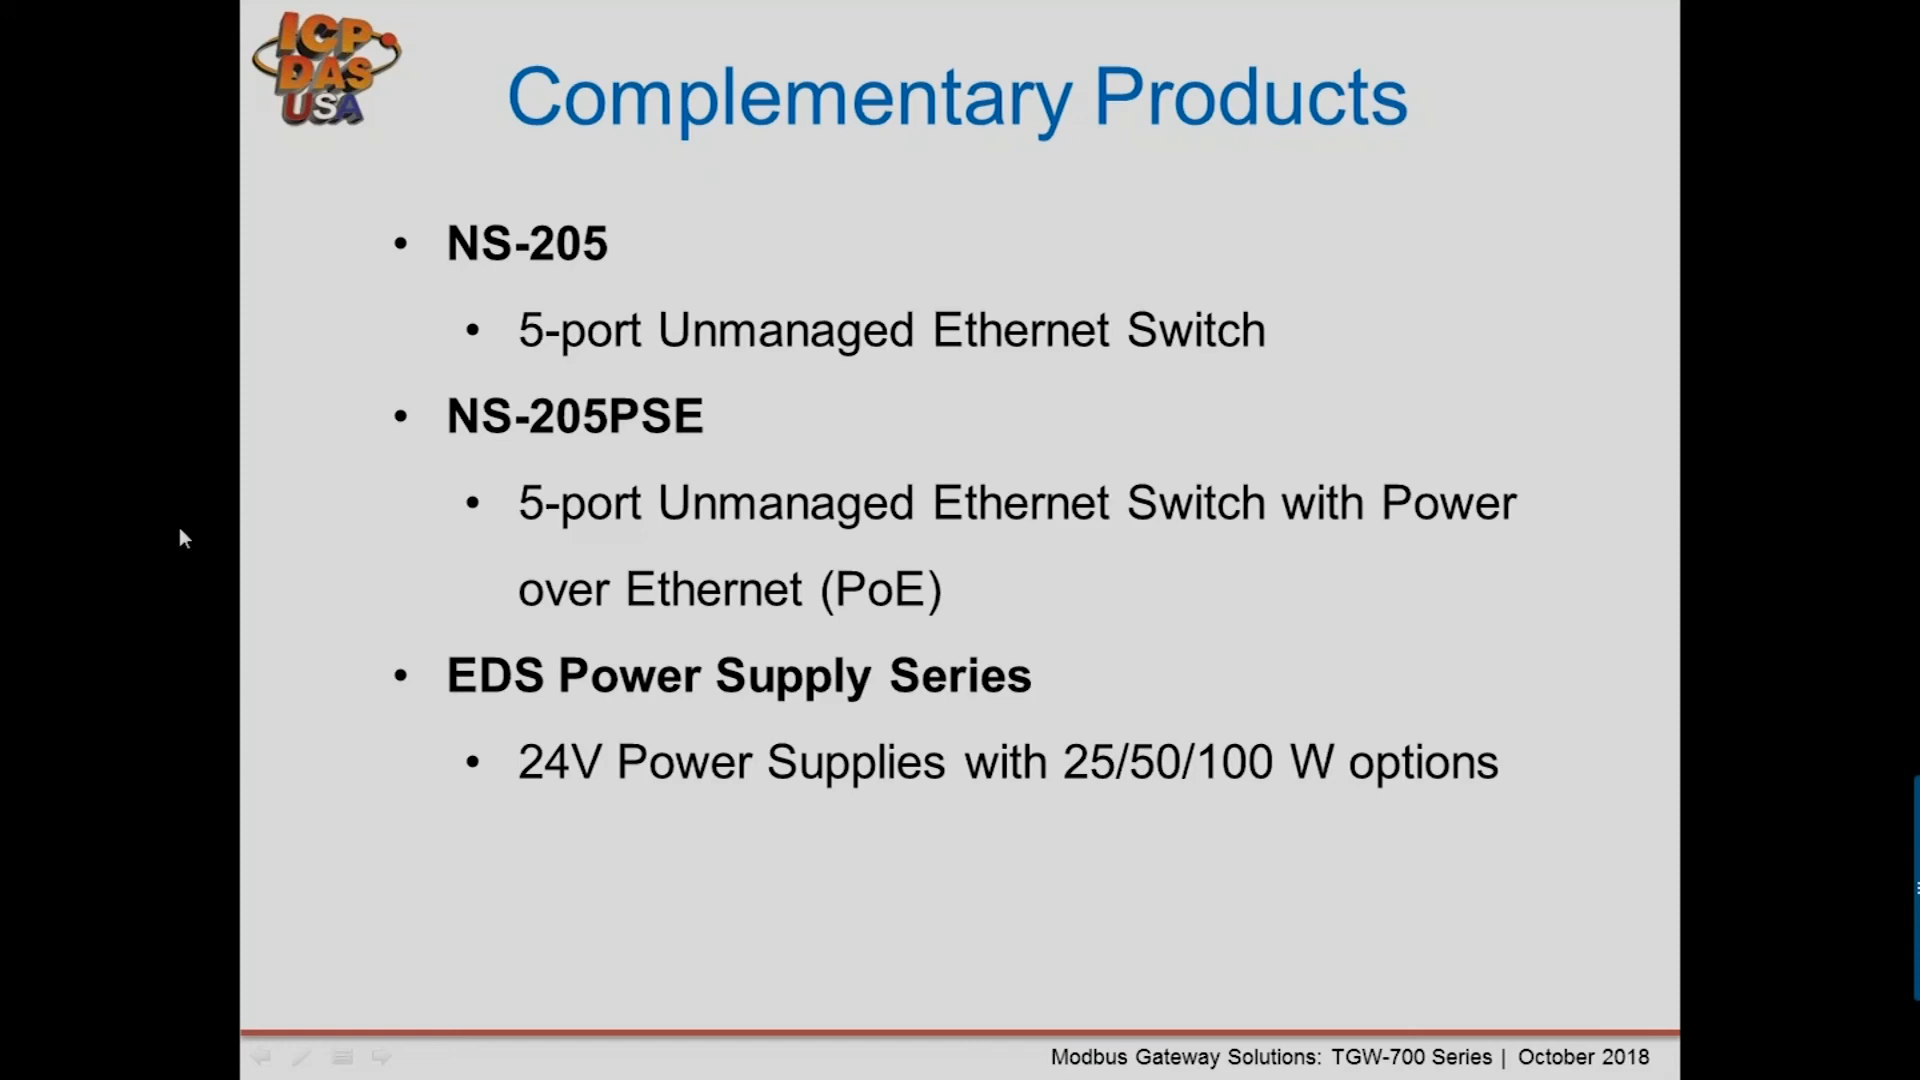 ICP
DAS
USA
Complementary Products
• NS-205
• 5-port Unmanaged Ethernet Switch
• NS-205PSE
• 5-port Unmanaged Ethernet Switch with Power
over Ethernet (PoE)
• EDS Power Supply Series
• 24V Power Supplies with 25/50/100 W options
Modbus Gateway Solutions: TGW-700 Series | October 2018